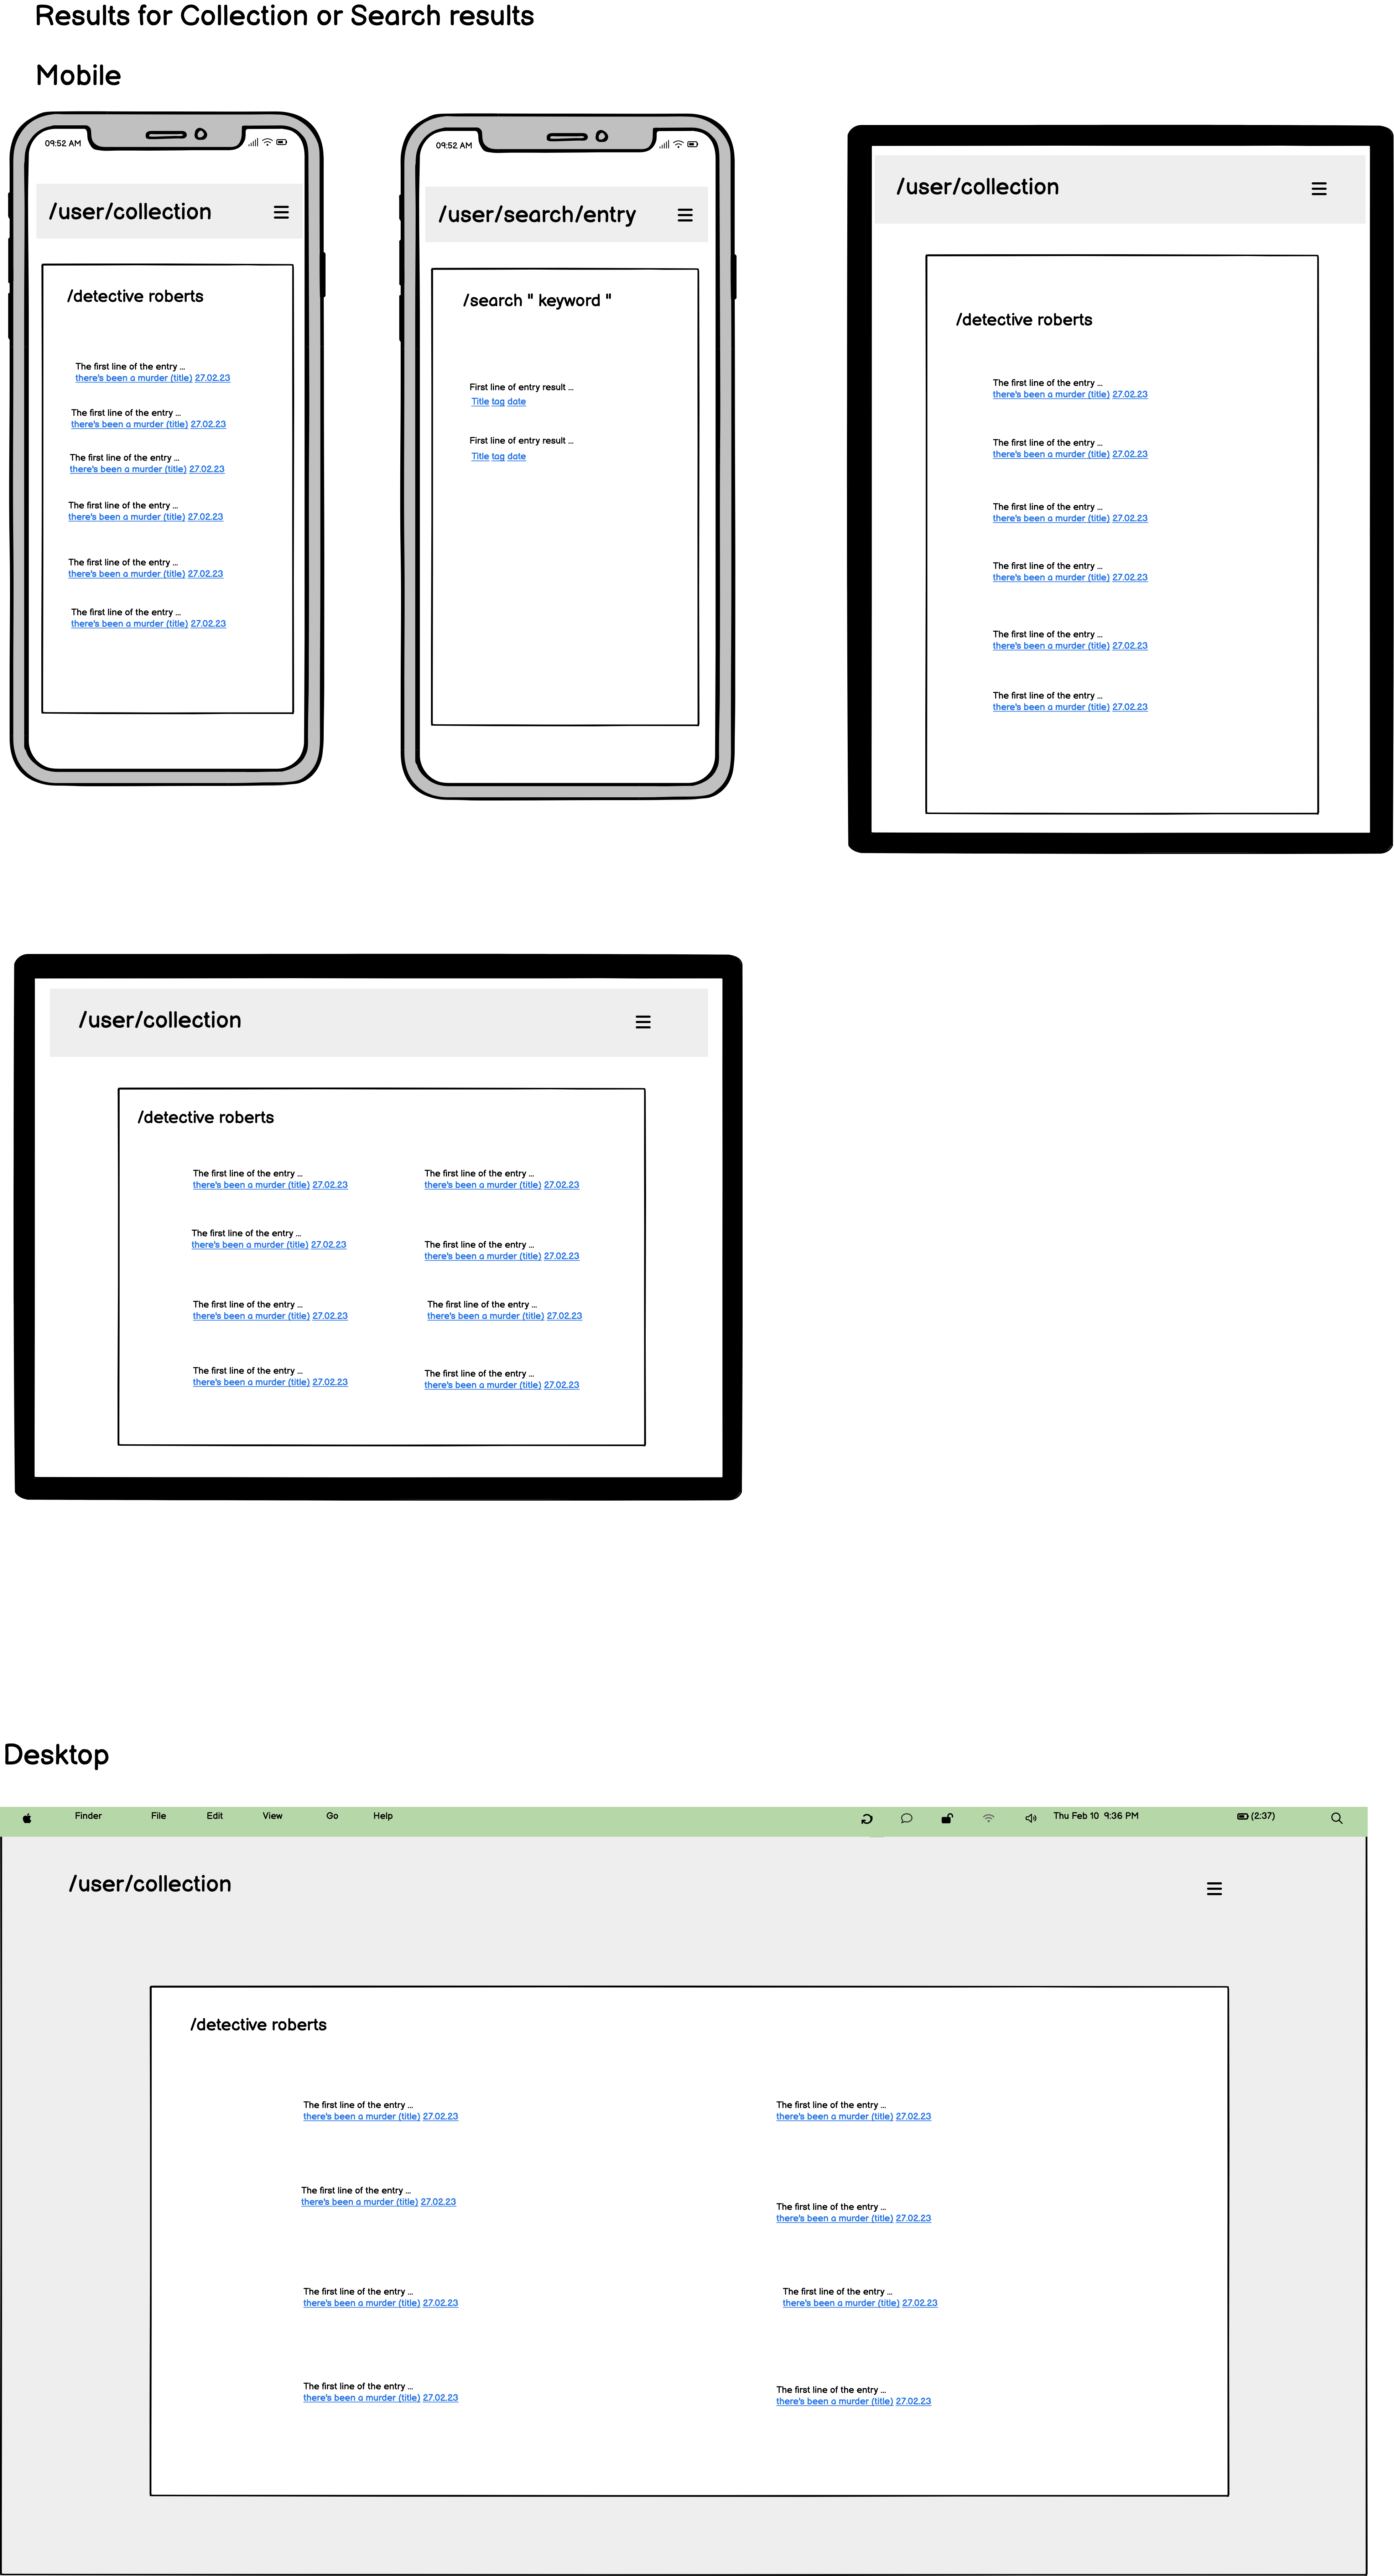 Results for Collection or Search results
Mobile
09:52 AM
/user/collection
/detective roberts
The first line of the entry ...
there's been a murder (title) 27.02.23
The first line of the entry ...
there's been a murder (title) 27.02.23
The first line of the entry ...
there's been a murder (title) 27.02.23
The first line of the entry ...
there's been a murder (title) 27.02.23
The first line of the entry ...
there's been a murder (title) 27.02.23
The first line of the entry ...
there's been a murder (title) 27.02.23
09:52 AM
/user/search/entry
/search " keyword "
First line of entry result ...
Title tag date
First line of entry result ...
Title tag date
/user/collection
/detective roberts
The first line of the entry ...
there's been a murder (title) 27.02.23
The first line of the entry ...
there's been a murder (title) 27.02.23
The first line of the entry ...
there's been a murder (title) 27.02.23
The first line of the entry ...
there's been a murder (title) 27.02.23
The first line of the entry ...
there's been a murder (title) 27.02.23
The first line of the entry ...
there's been a murder (title) 27.02.23
/user/collection
/detective roberts
The first line of the entry ...
there's been a murder (title) 27.02.23
The first line of the entry ...
there's been a murder (title) 27.02.23
The first line of the entry ...
there's been a murder (title) 27.02.23
The first line of the entry ...
there's been a murder (title) 27.02.23
The first line of the entry ...
there's been a murder (title) 27.02.23
The first line of the entry ...
there's been a murder (title) 27.02.23
The first line of the entry ...
there's been a murder (title) 27.02.23
The first line of the entry ...
there's been a murder (title) 27.02.23
Desktop
Finder File Edit View Go Help Thu Feb 10 9:36 PM (2:37)
/user/collection
/detective roberts
The first line of the entry ...
there's been a murder (title) 27.02.23
The first line of the entry ...
there's been a murder (title) 27.02.23
The first line of the entry ...
there's been a murder (title) 27.02.23
The first line of the entry ...
there's been a murder (title) 27.02.23
The first line of the entry ...
there's been a murder (title) 27.02.23
The first line of the entry ...
there's been a murder (title) 27.02.23
The first line of the entry ...
there's been a murder (title) 27.02.23
The first line of the entry ...
there's been a murder (title) 27.02.23